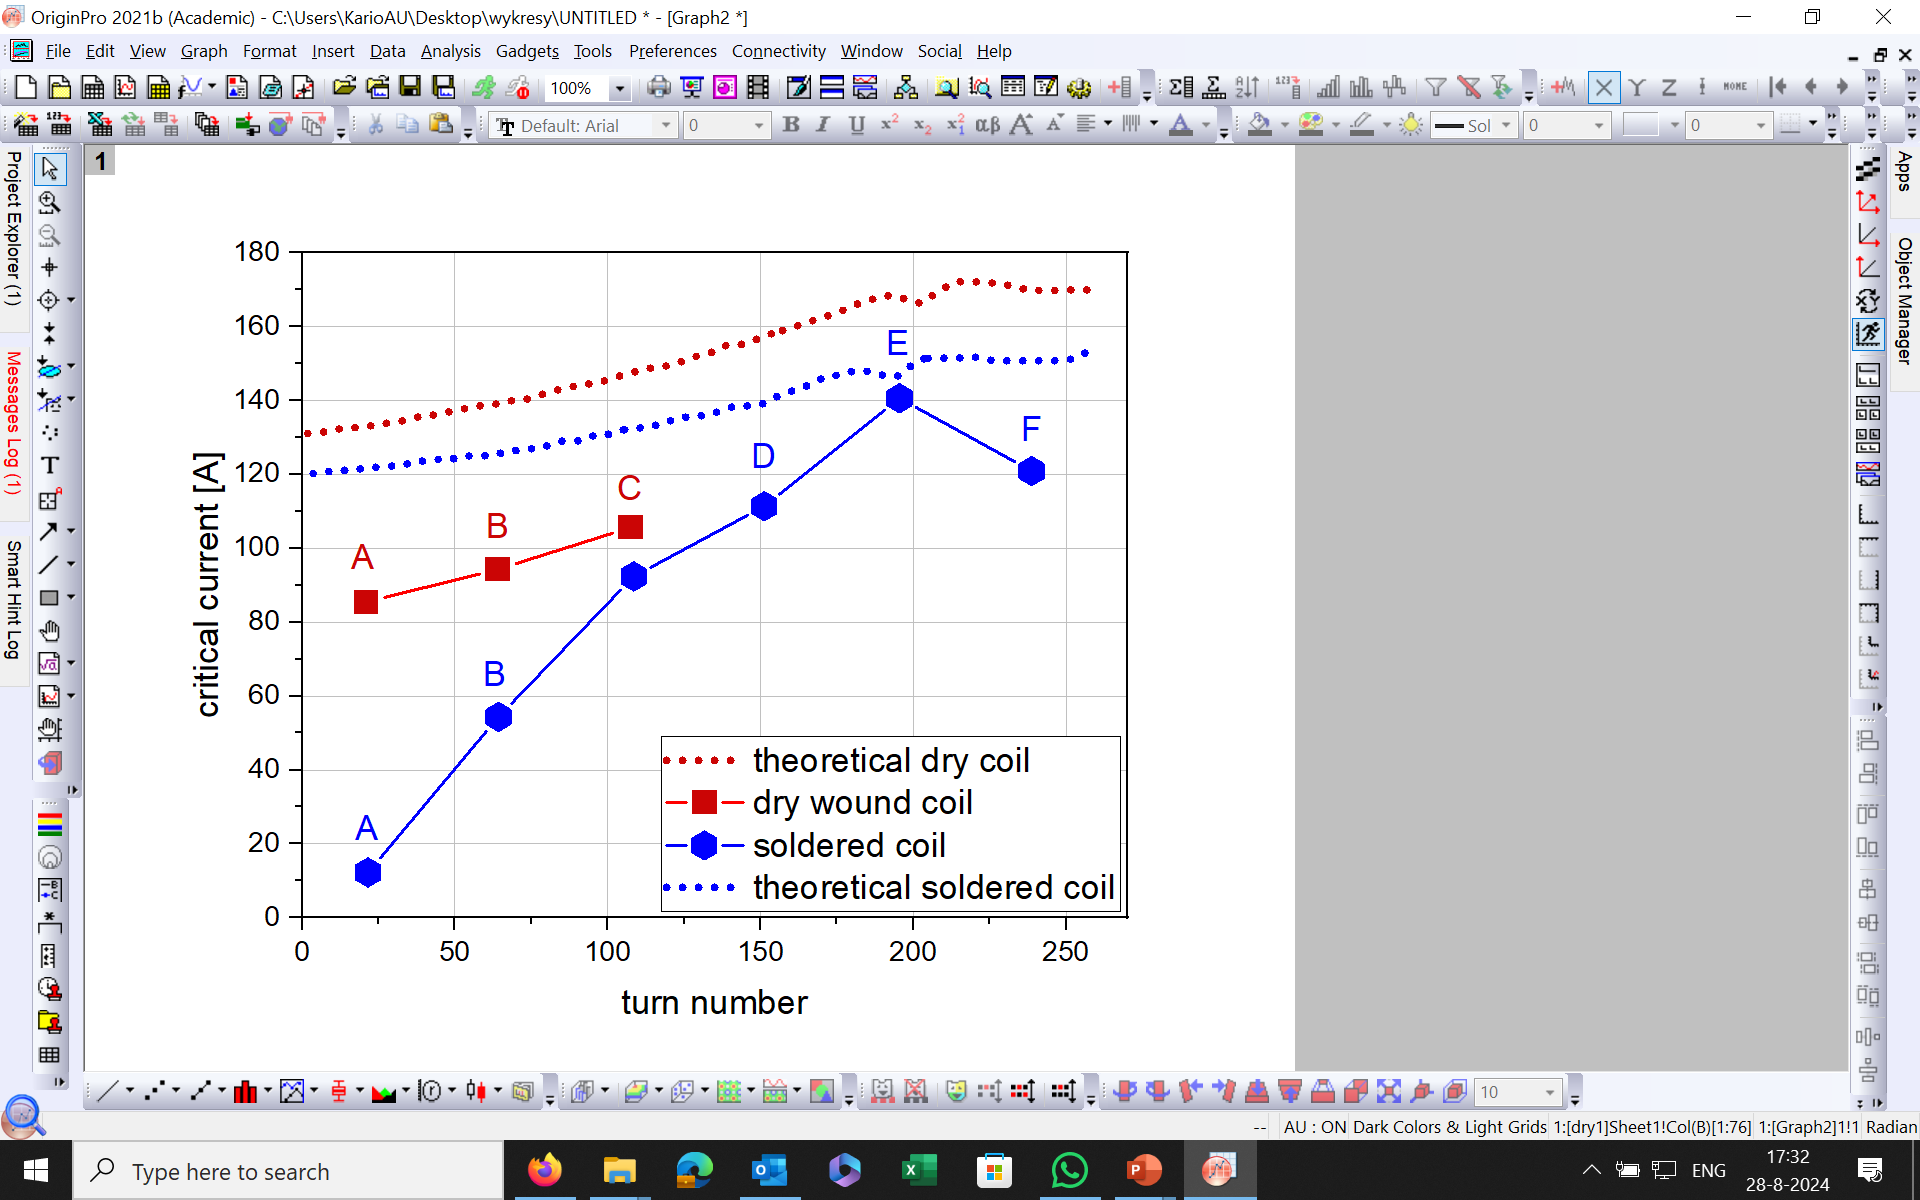 OriginPro 2021b (Academic) - C:\Users\KarioAU\Desktop\wykresy\UNTITLED * - [Graph2 *]
File Edit View Graph Format Insert Data Analysis Gadgets Tools Preferences Connectivity Window Social Help
100%
HOME
Default: Arial 0 B I U Sol 0 0
Project Explorer (1)
Messages Log (1)
Smart Hint Log
Apps
Object Manager
1
180
160
140
120
100
80
60
40
20
0
critical current [A]
E
F
D
C
B
A
B
A
theoretical dry coil
dry wound coil
soldered coil
theoretical soldered coil
0 50 100 150 200 250
turn number
10
-- AU : ON Dark Colors & Light Grids 1:[dry1]Sheet1!Col(B)[1:76] 1:[Graph2]1!1 Radian
Type here to search
ENG
17:32
28-8-2024